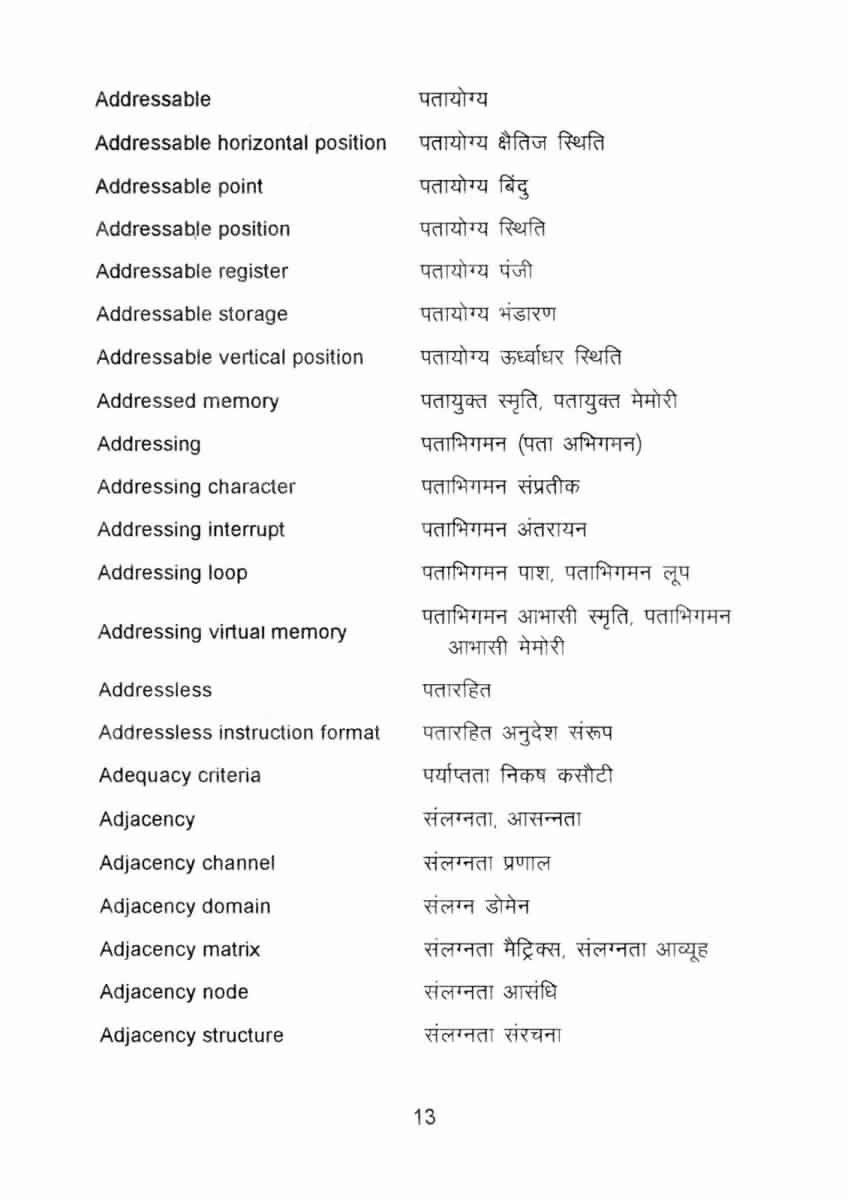 Addressable पतायोग्य
Addressable horizontal position पतायोग्य क्षैतिज स्थिति
Addressable point पतायोग्य बिंदु
Addressable position पतायोग्य स्थिति
Addressable register पतायोग्य पंजी
Addressable storage पतायोग्य भंडारण
Addressable vertical position पतायोग्य ऊर्ध्वाधर स्थिति
Addressed memory पतायुक्त स्मृति, पतायुक्त मेमोरी
Addressing पताभिगमन (पता अभिगमन)
Addressing character पताभिगमन संप्रतीक
Addressing interrupt पताभिगमन अंतरायन
Addressing loop पताभिगमन पाश, पताभिगमन लूप
Addressing virtual memory पताभिगमन आभासी स्मृति, पताभिगमन
आभासी मेमोरी
Addressless पतारहित
Addressless instruction format पतारहित अनुदेश संरूप
Adequacy criteria पर्याप्तता निकष कसौटी
Adjacency संलग्नता, आसन्नता
Adjacency channel संलग्नता प्रणाल
Adjacency domain संलग्न डोमेन
Adjacency matrix संलग्नता मैट्रिक्स, संलग्नता आव्यूह
Adjacency node संलग्नता आसंधि
Adjacency structure संलग्नता संरचना
13